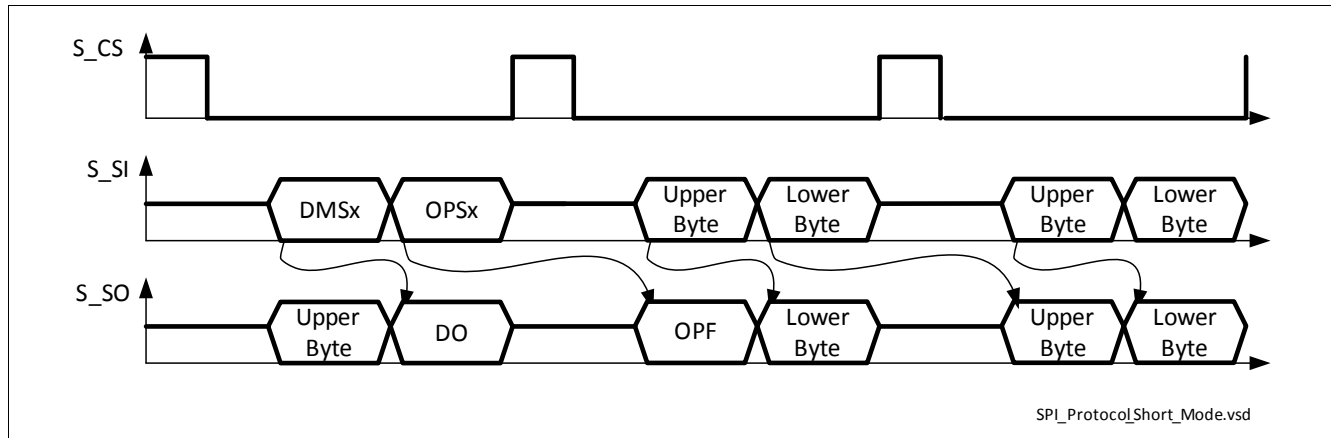 S_CS
S_SI
DMSx
OPSx
Upper
Byte
Lower
Byte
Upper
Byte
Lower
Byte
S_SO
Upper
Byte
DO
OPF
Lower
Byte
Upper
Byte
Lower
Byte
SPI_Protocol_Short_Mode.vsd